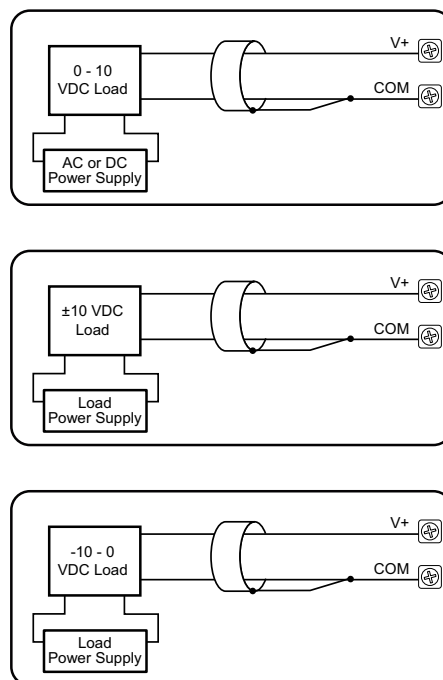 V+
0 - 10
VDC Load
COM
AC or DC
Power Supply
V+
±10 VDC
Load
COM
Load
Power Supply
V+
-10 - 0
VDC Load
COM
Load
Power Supply